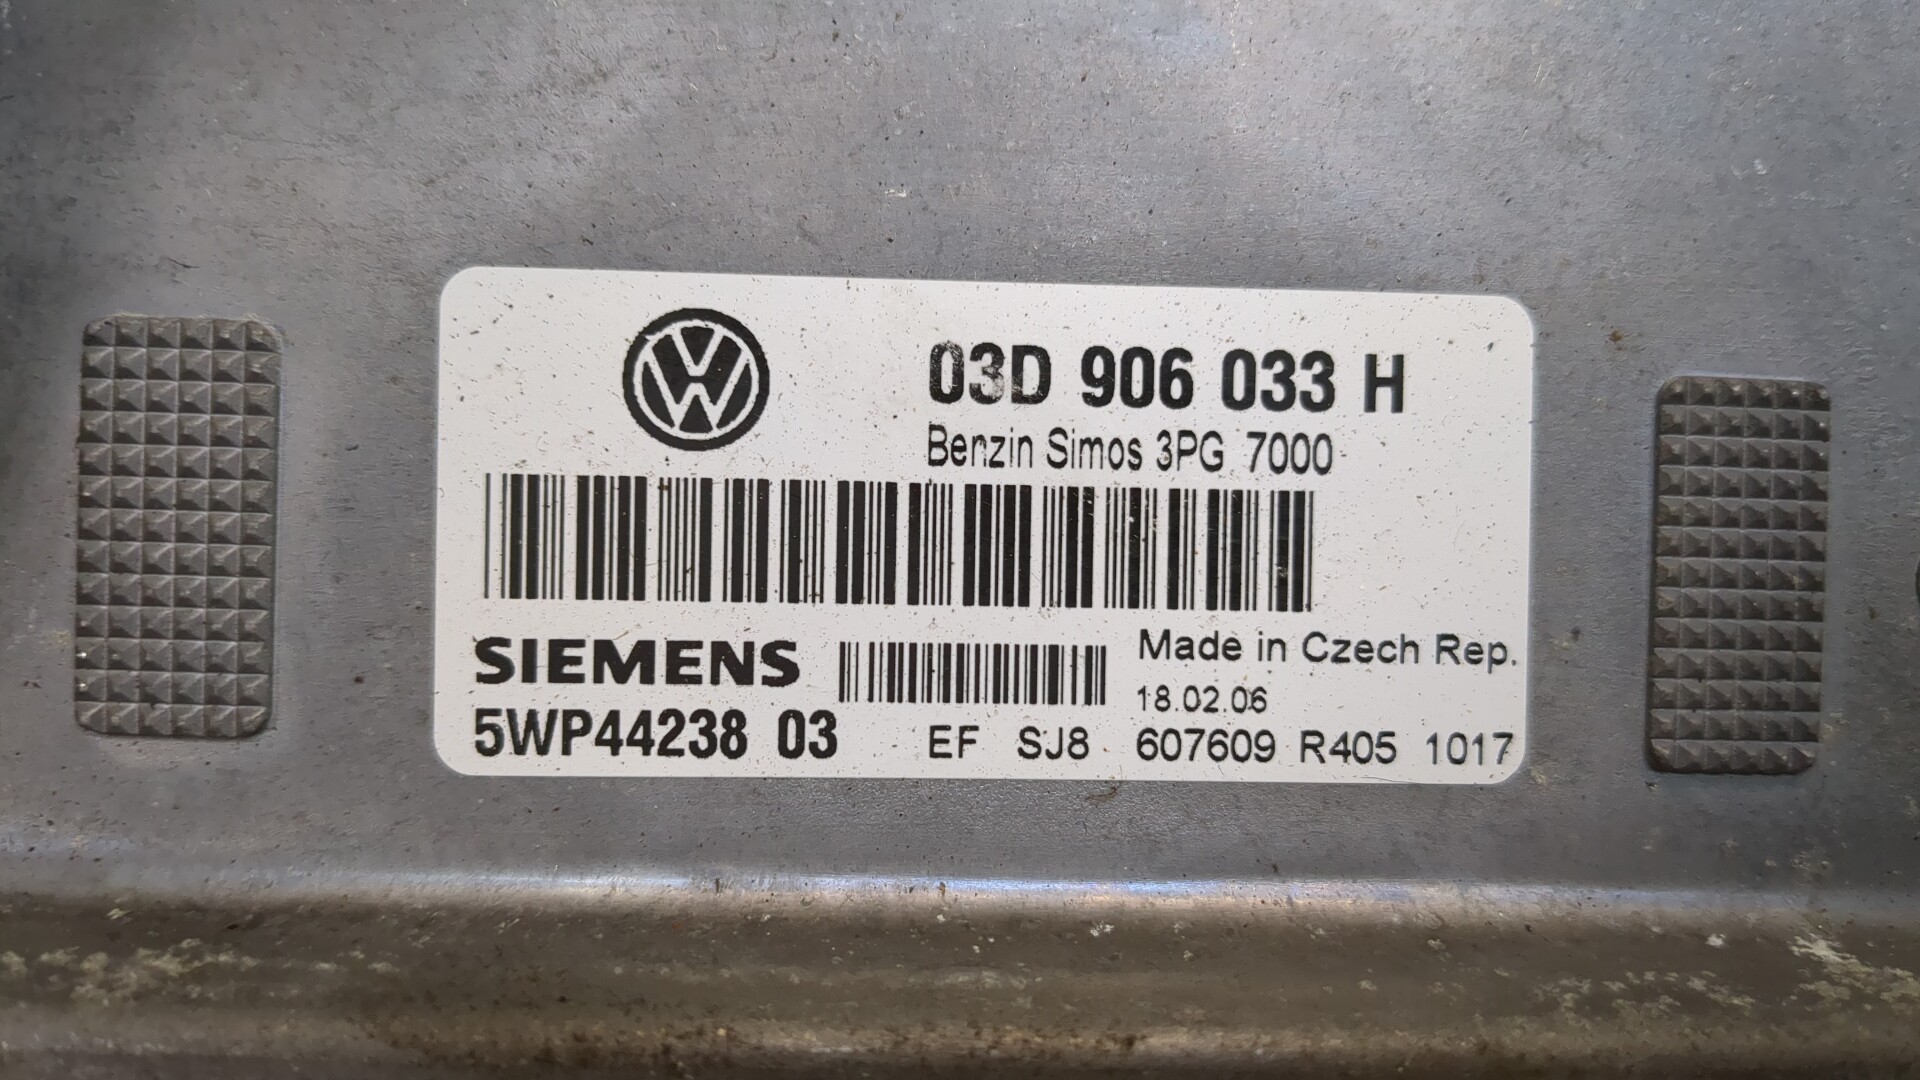 03D 906 033 H
Benzin Simos 3PG 7000
SIEMENS
Made in Czech Rep.
18.02.06
5WP44238 03 EF SJ8 607609 R405 1017